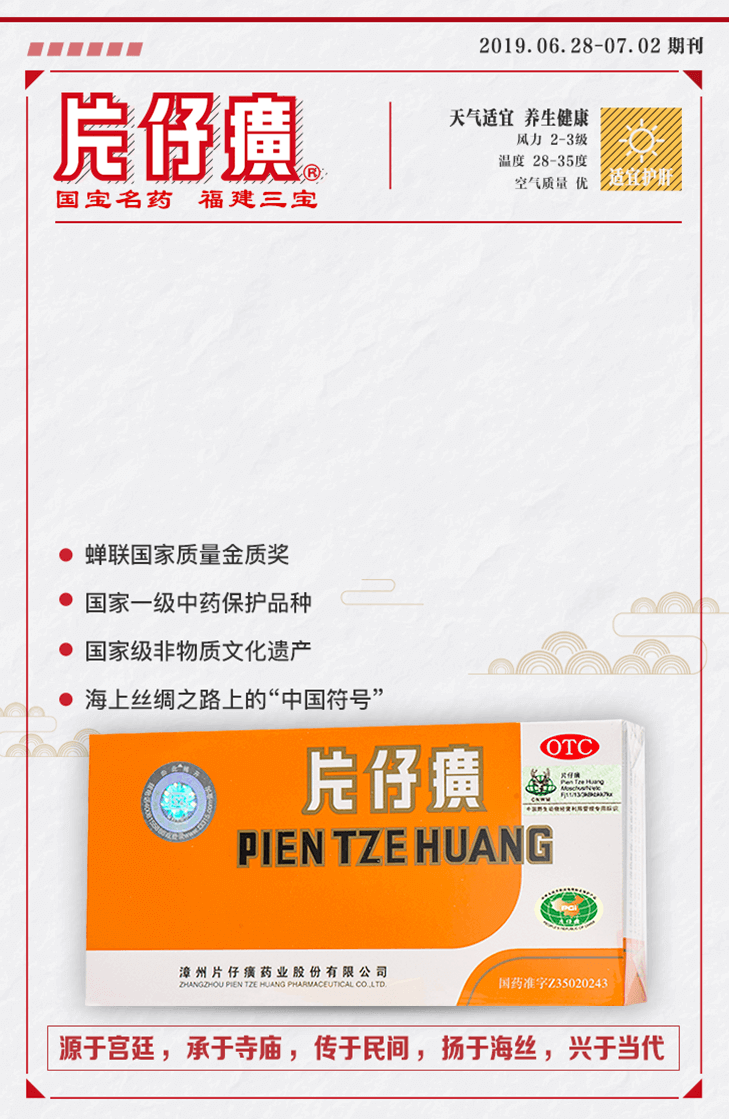 2019.06.28-07.02 期刊
片仔癀®
国宝名药 福建三宝
天气适宜 养生健康
风力 2-3级
温度 28-35度
空气质量 优
适宜护肝
蝉联国家质量金质奖
国家一级中药保护品种
国家级非物质文化遗产
海上丝绸之路上的“中国符号”
片仔癀
PIEN TZE HUANG
OTC
片仔癀
Pien Tze Huang
CNWM
漳州片仔癀药业股份有限公司
ZHANGZHOU PIEN TZE HUANG PHARMACEUTICAL CO.,LTD.
国药准字Z35020243
源于宫廷，承于寺庙，传于民间，扬于海丝，兴于当代